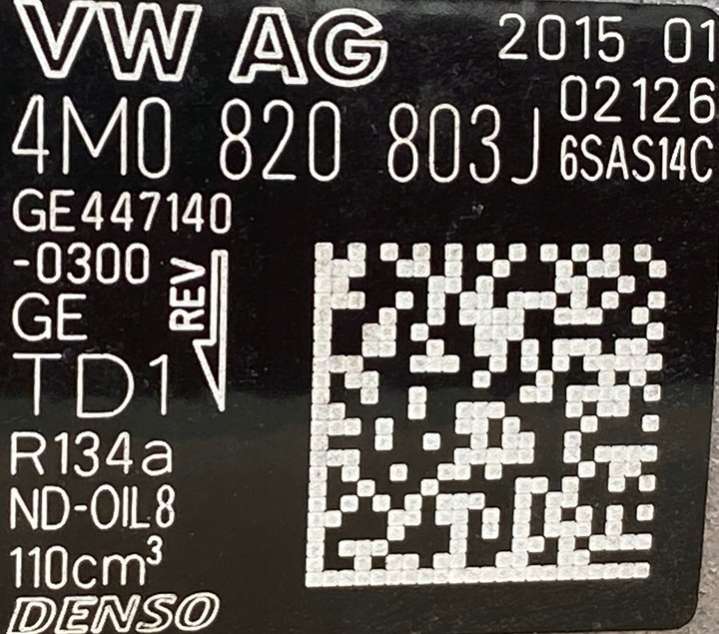 VW AG 2015 01
02126
4M0 820 803J 6SAS14C
GE447140
-0300
REV
GE
TD1
R134a
ND-OIL8
110cm³
DENSO